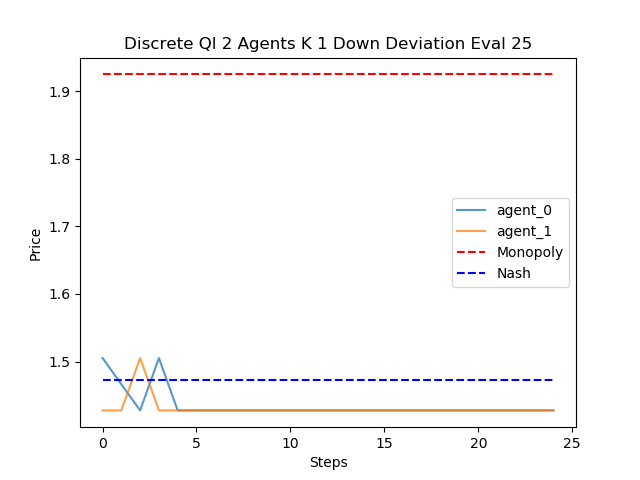 Discrete QI 2 Agents K 1 Down Deviation Eval 25
1.9
1.8
1.7
1.6
1.5
Price
agent_0
agent_1
Monopoly
Nash
0 5 10 15 20 25
Steps